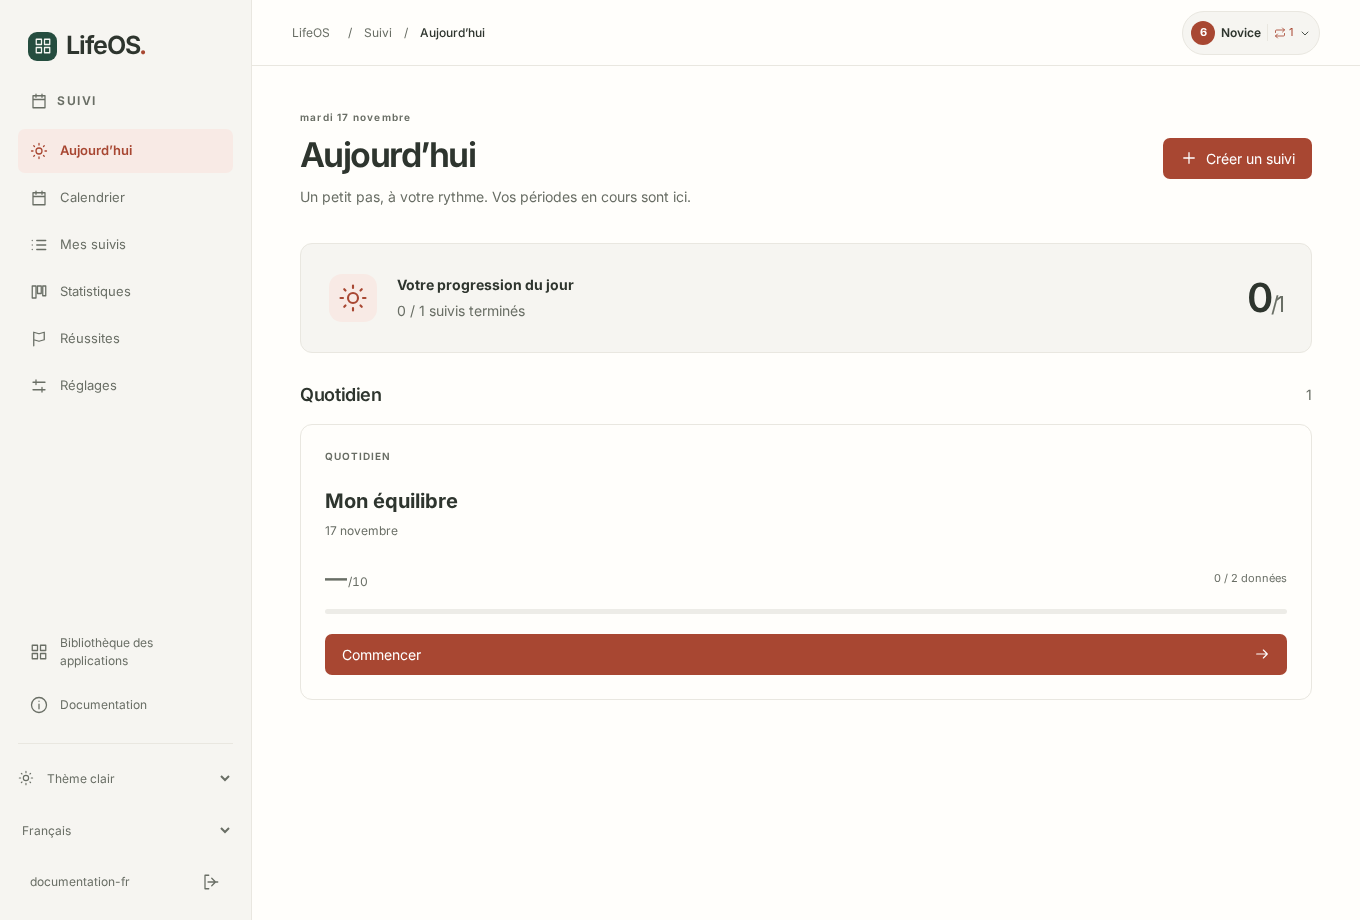 LifeOS.
SUIVI
Aujourd’hui
Calendrier
Mes suivis
Statistiques
Réussites
Réglages
Bibliothèque des
applications
Documentation
Thème clair
Français
documentation-fr
LifeOS / Suivi / Aujourd’hui
6 Novice 1
mardi 17 novembre
Aujourd’hui
Créer un suivi
Un petit pas, à votre rythme. Vos périodes en cours sont ici.
Votre progression du jour
0 / 1 suivis terminés
0/1
Quotidien
1
QUOTIDIEN
Mon équilibre
17 novembre
—/10
0 / 2 données
Commencer